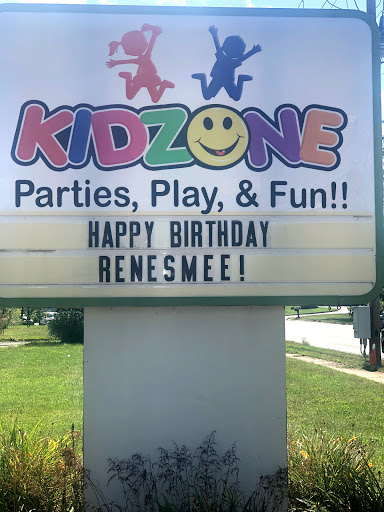 KIDZONE
Parties, Play, & Fun!!
HAPPY BIRTHDAY
RENESMEE!